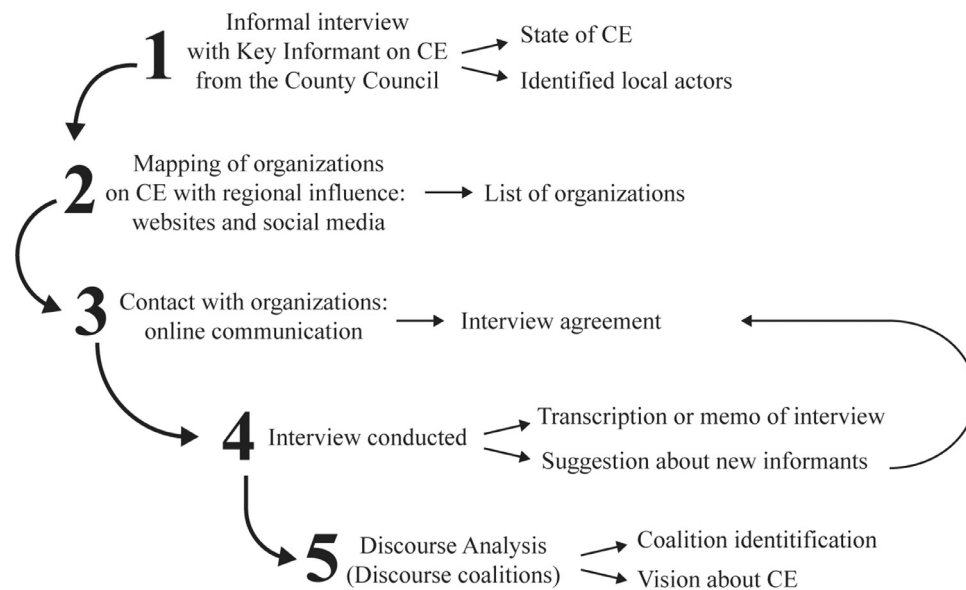 1
Informal interview
with Key Informant on CE
from the County Council
State of CE
Identified local actors
2
Mapping of organizations
on CE with regional influence:
websites and social media
List of organizations
3
Contact with organizations:
online communication
Interview agreement
4
Interview conducted
Transcription or memo of interview
Suggestion about new informants
5
Discourse Analysis
(Discourse coalitions)
Coalition identitification
Vision about CE